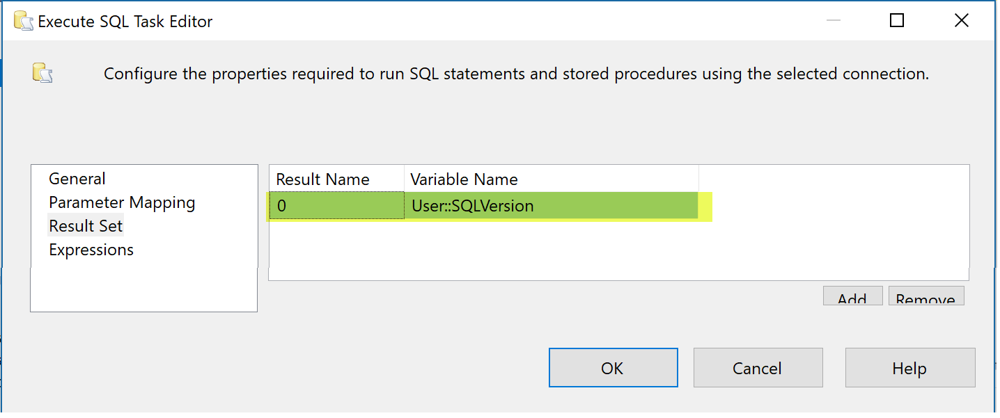 Execute SQL Task Editor
Configure the properties required to run SQL statements and stored procedures using the selected connection.
General
Parameter Mapping
Result Set
Expressions
Result Name Variable Name
0 User::SQLVersion
Add Remove
OK Cancel Help